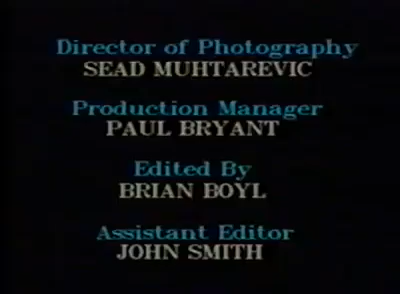 Director of Photography
SEAD MUHTAREVIC
Production Manager
PAUL BRYANT
Edited By
BRIAN BOYL
Assistant Editor
JOHN SMITH